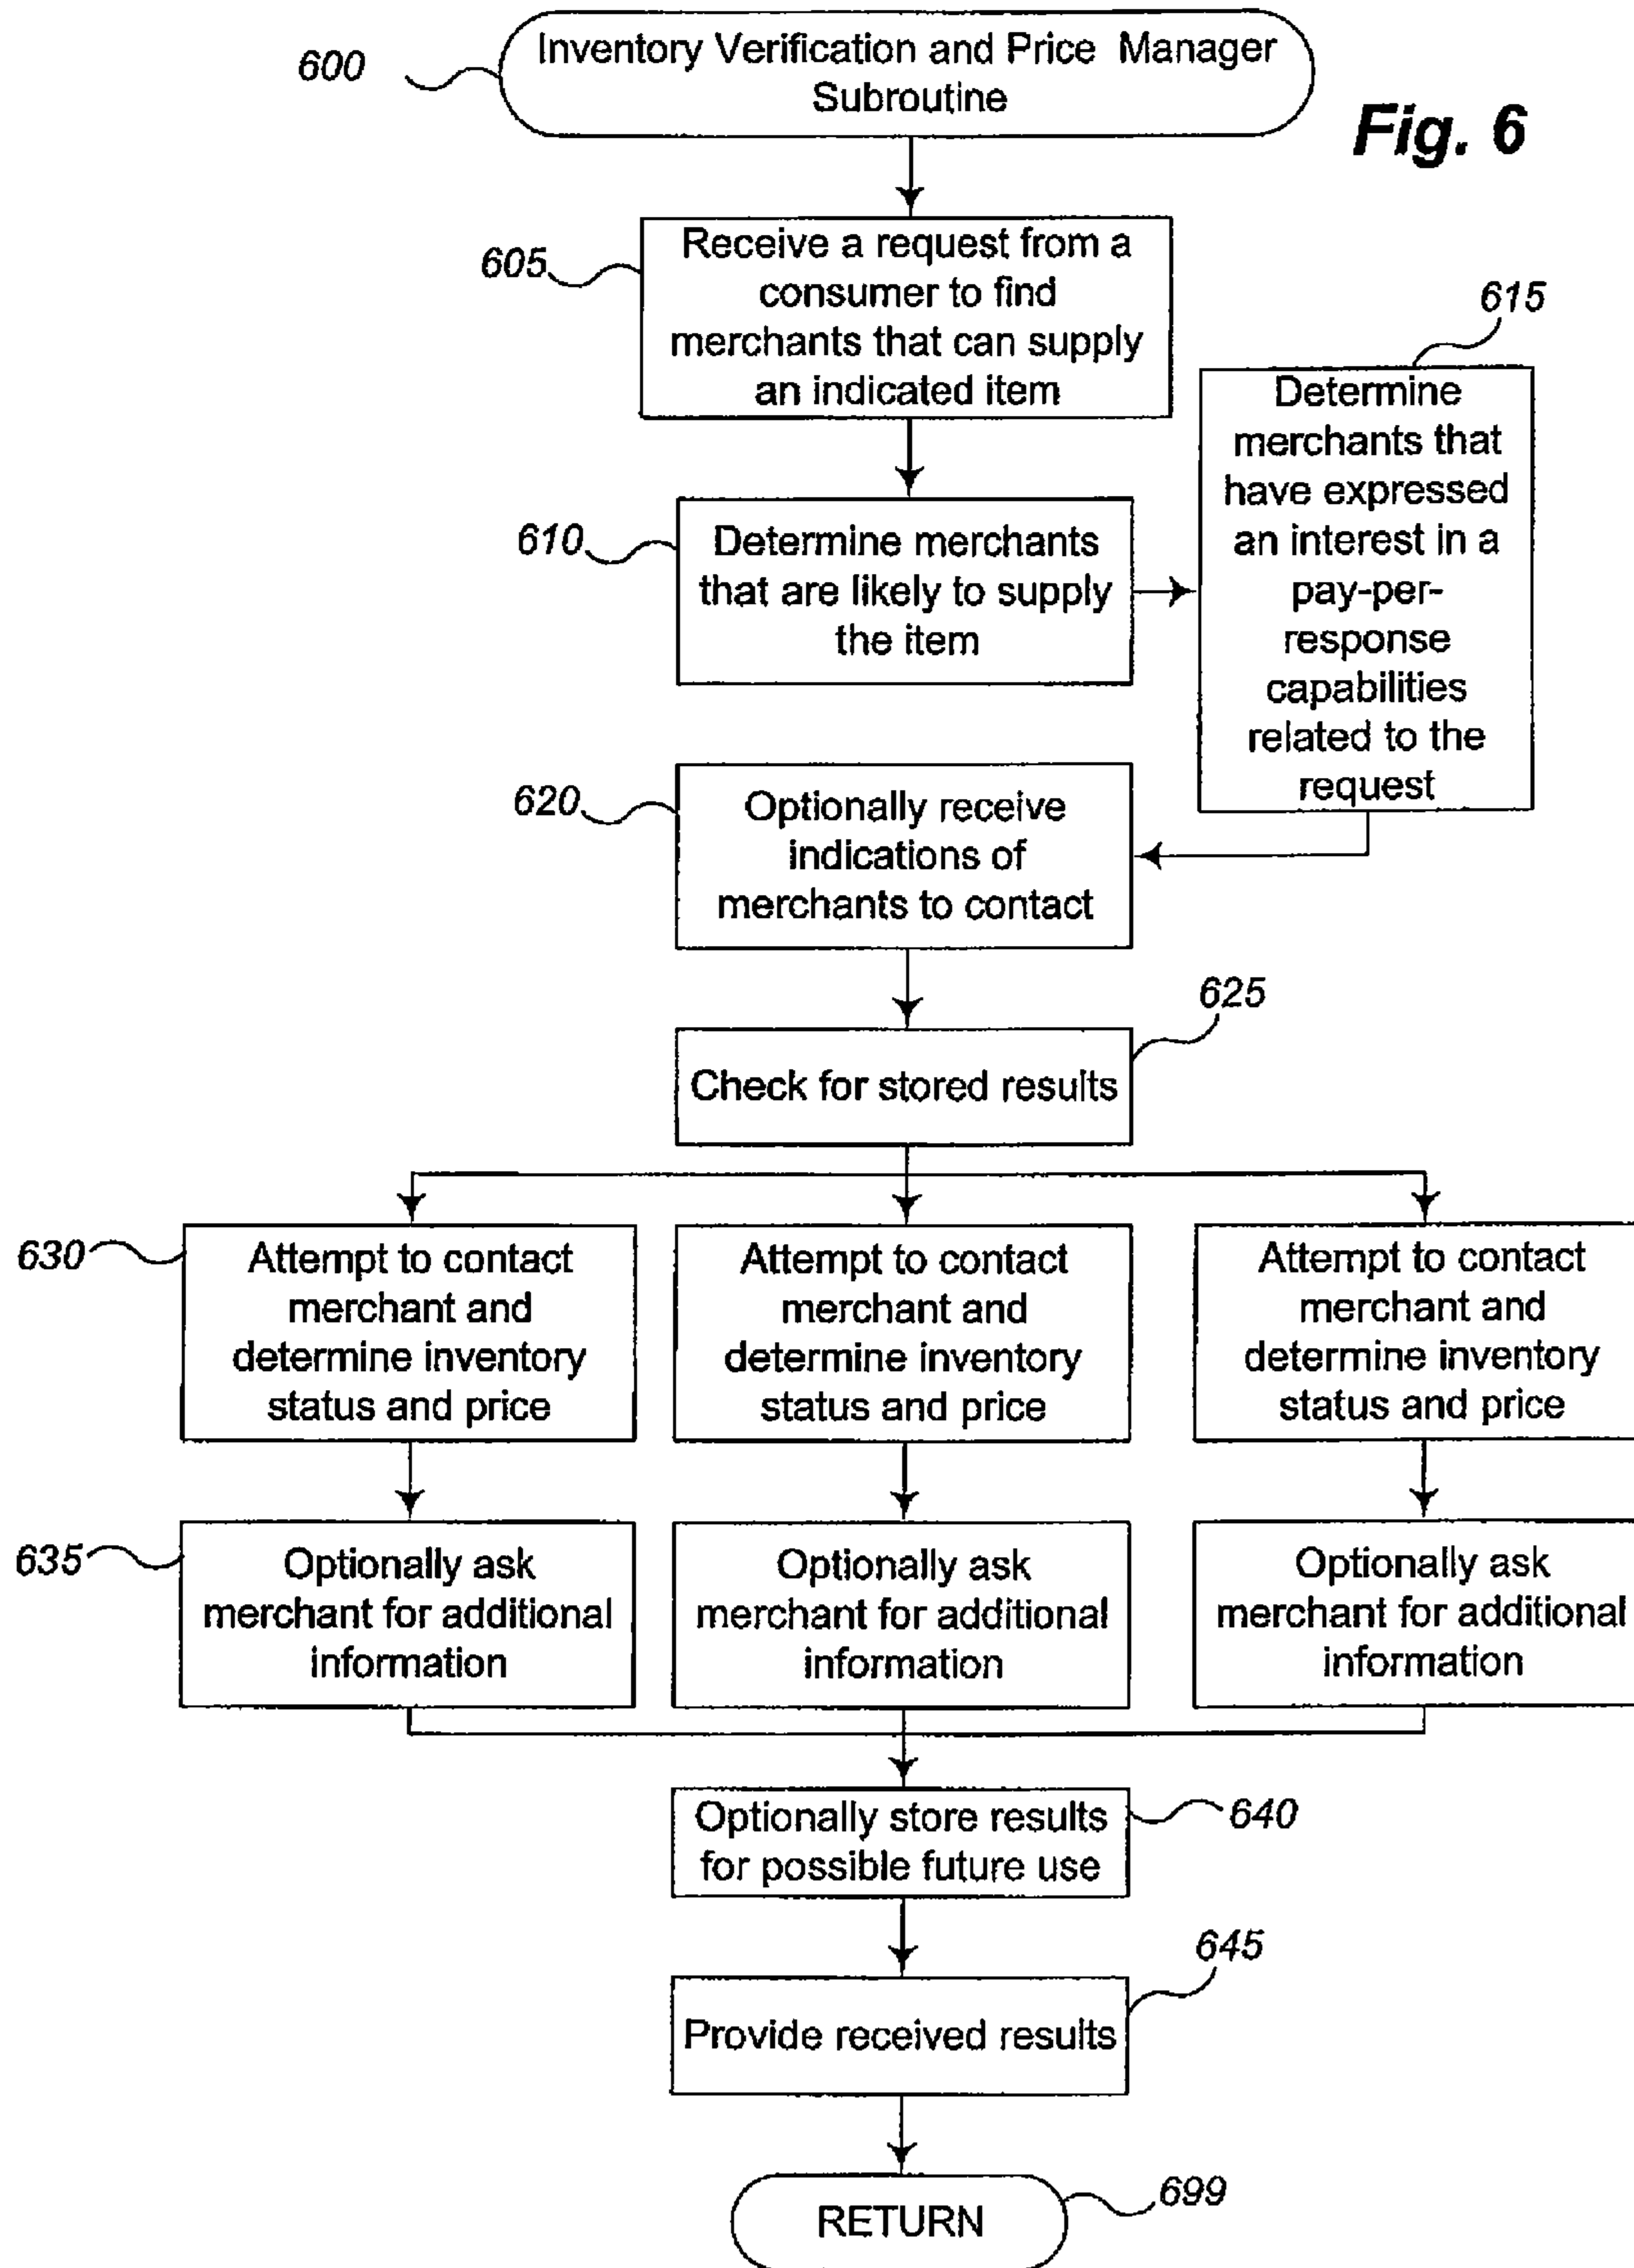 600
Inventory Verification and Price Manager
Subroutine
Fig. 6
605
Receive a request from a
consumer to find
merchants that can supply
an indicated item
610
Determine merchants
that are likely to supply
the item
615
Determine
merchants that
have expressed
an interest in a
pay-per-
response
capabilities
related to the
request
620
Optionally receive
indications of
merchants to contact
625
Check for stored results
630
Attempt to contact
merchant and
determine inventory
status and price
Attempt to contact
merchant and
determine inventory
status and price
Attempt to contact
merchant and
determine inventory
status and price
635
Optionally ask
merchant for additional
information
Optionally ask
merchant for additional
information
Optionally ask
merchant for additional
information
Optionally store results
for possible future use
640
645
Provide received results
RETURN
699